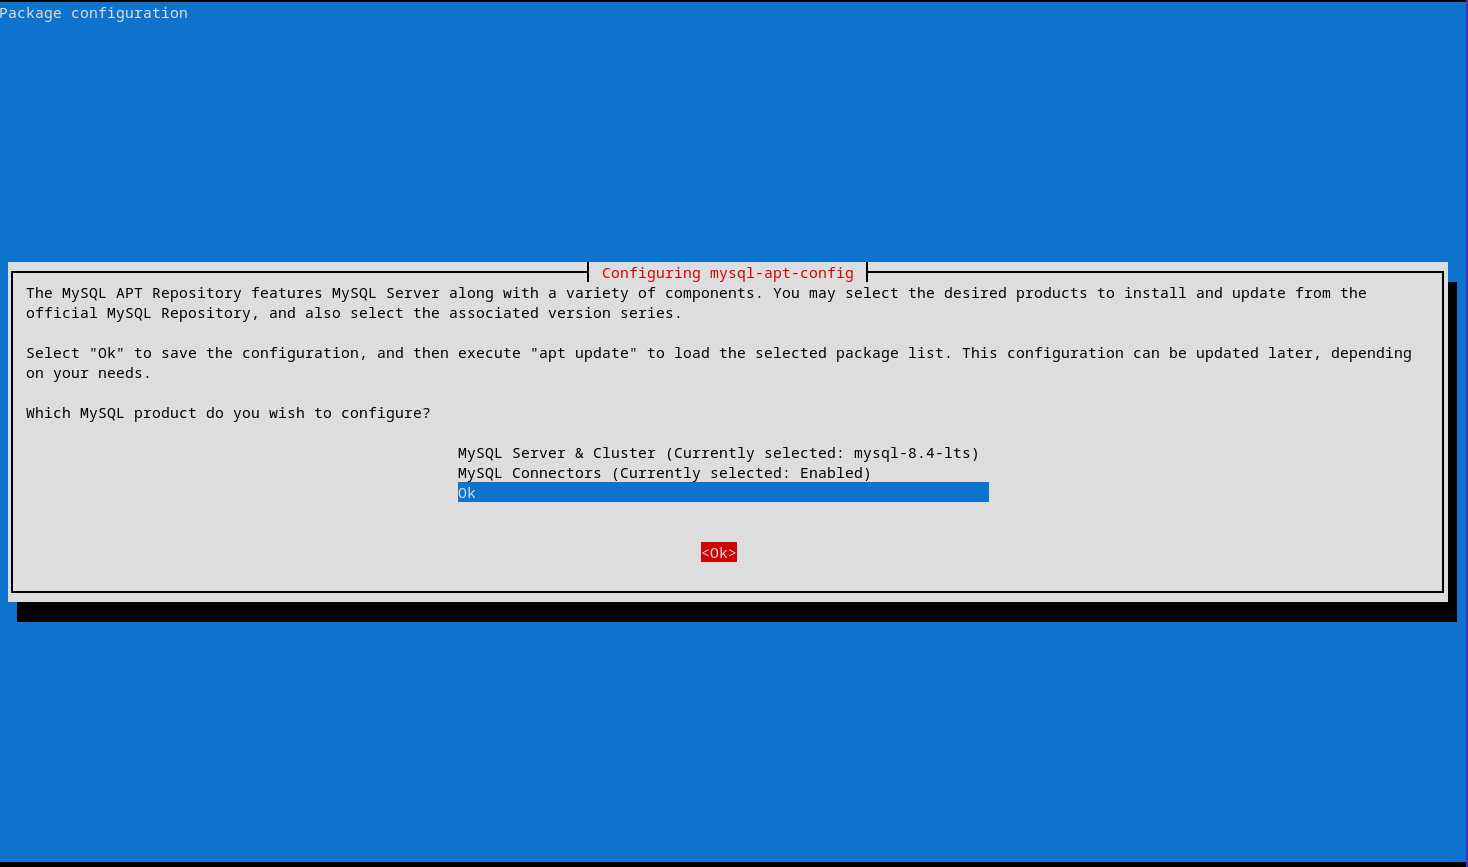 Package configuration
Configuring mysql-apt-config
The MySQL APT Repository features MySQL Server along with a variety of components. You may select the desired products to install and update from the
official MySQL Repository, and also select the associated version series.
Select "Ok" to save the configuration, and then execute "apt update" to load the selected package list. This configuration can be updated later, depending
on your needs.
Which MySQL product do you wish to configure?
MySQL Server & Cluster (Currently selected: mysql-8.4-lts)
MySQL Connectors (Currently selected: Enabled)
Ok
<Ok>